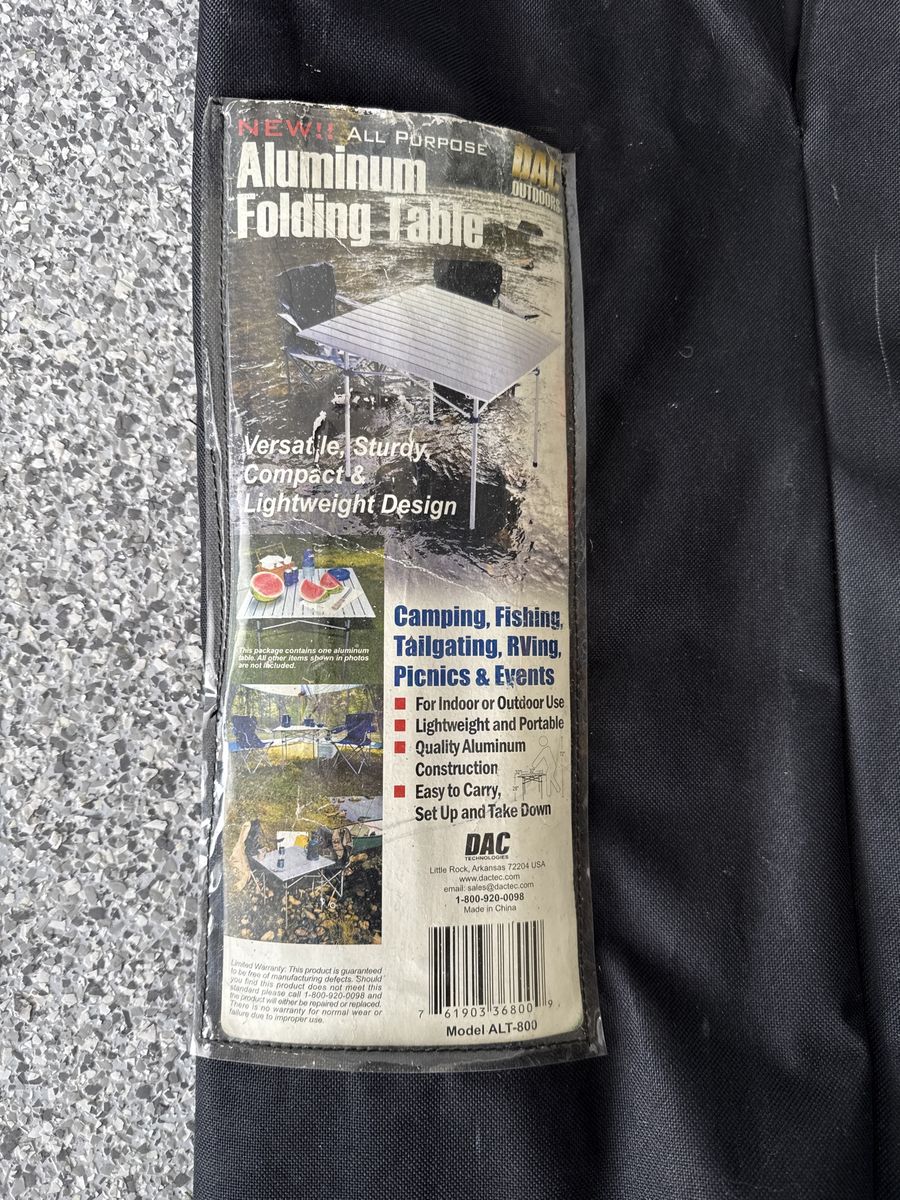 NEW!! ALL PURPOSE
Aluminum
Folding Table
DAC
OUTDOORS
Versatile, Sturdy,
Compact &
Lightweight Design
This package contains one aluminum
table. All other items shown in photos
are not included.
Camping, Fishing,
Tailgating, RVing,
Picnics & Events
For Indoor or Outdoor Use
Lightweight and Portable
Quality Aluminum
Construction
Easy to Carry,
Set Up and Take Down
DAC
TECHNOLOGIES
Little Rock, Arkansas 72204 USA
www.dactec.com
email: sales@dactec.com
1-800-920-0098
Made in China
Limited Warranty: This product is guaranteed
to be free of manufacturing defects. Should
you find this product does not meet this
standard please call 1-800-920-0098 and
the product will either be repaired or replaced.
There is no warranty for normal wear or
failure due to improper use.
7 61903 36800 9
Model ALT-800